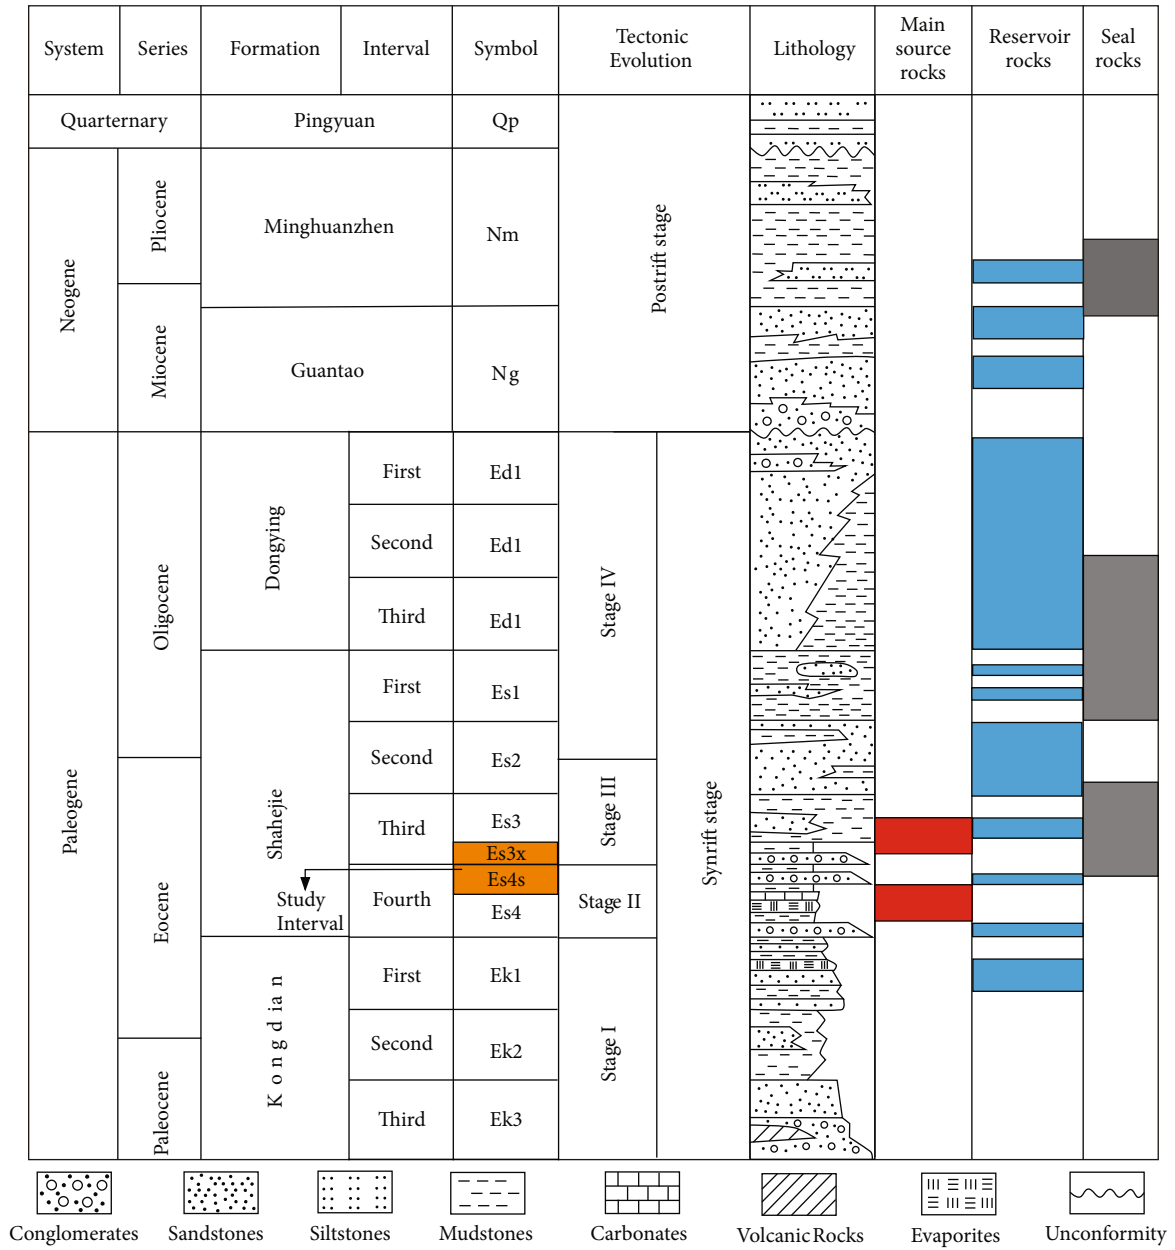 System
Series
Formation
Interval
Symbol
Tectonic
Evolution
Lithology
Main
source
rocks
Reservoir
rocks
Seal
rocks
Quarternary
Pingyuan
Qp
Neogene
Pliocene
Minghuanzhen
Nm
Postrift stage
Miocene
Guantao
Ng
Paleogene
Oligocene
Dongying
First
Ed1
Second
Ed1
Third
Ed1
Stage IV
Synrift stage
Shahejie
First
Es1
Second
Es2
Eocene
Third
Es3
Es3x
Stage III
Study
Interval
Fourth
Es4s
Es4
Stage II
Kongdian
First
Ek1
Second
Ek2
Stage I
Paleocene
Third
Ek3
Conglomerates
Sandstones
Siltstones
Mudstones
Carbonates
Volcanic Rocks
Evaporites
Unconformity